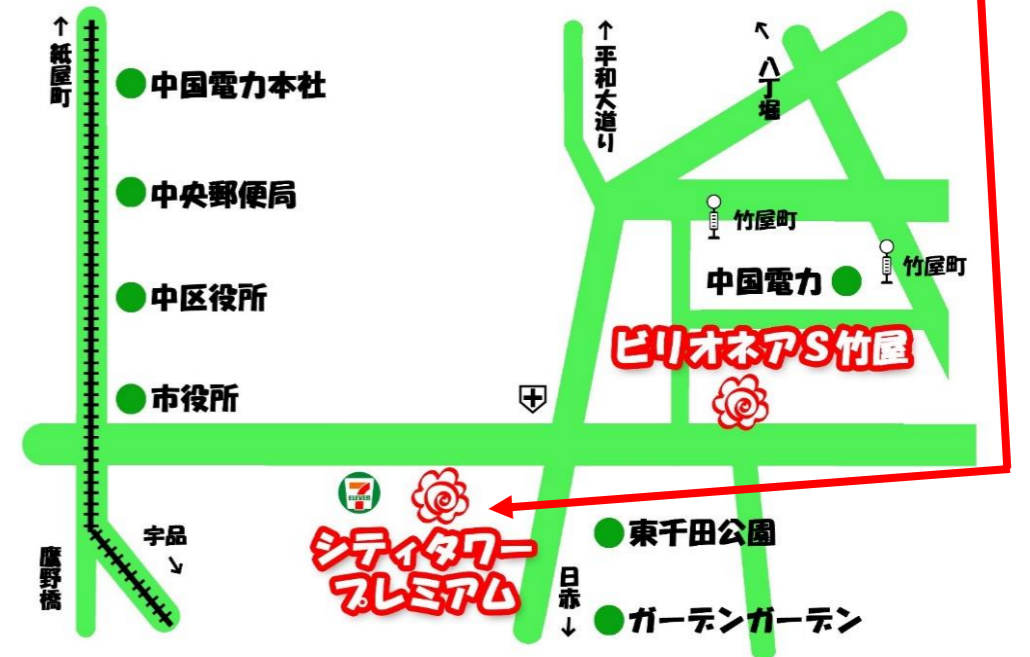 ↑紙屋町
中国電力本社
中央郵便局
中区役所
市役所
↑平和大道り
↑八丁堀
竹屋町
竹屋町
中国電力
ビリオネアS竹屋
7
ELEVEN
シティタワー
プレミアム
宇品↓
鷹野橋
東千田公園
日赤↓
ガーデンガーデン